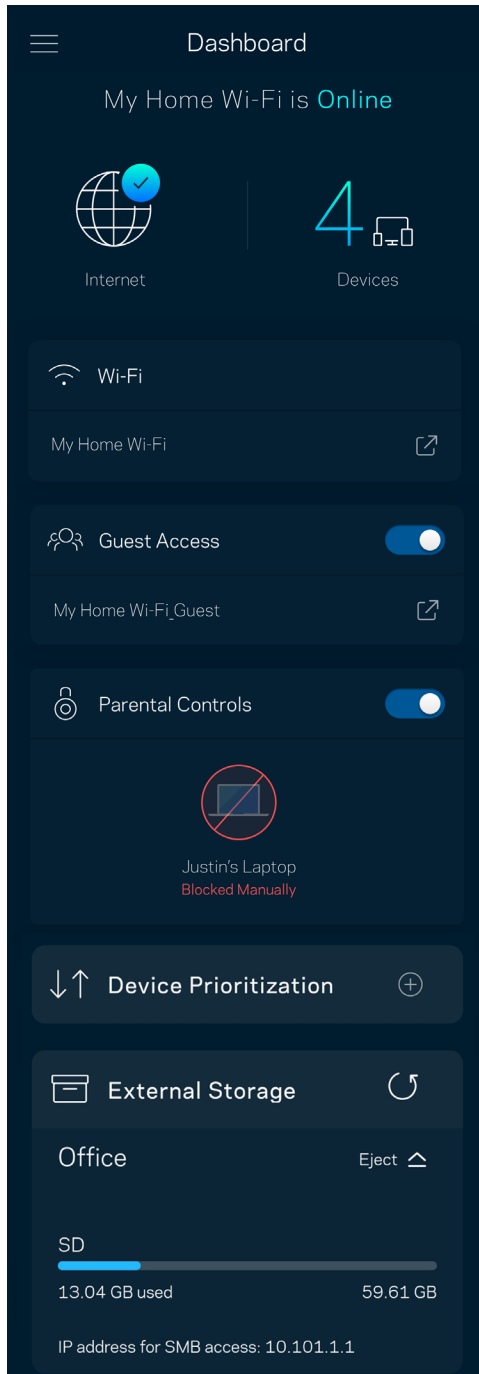 Dashboard
My Home Wi-Fi is Online
4
Internet
Devices
Wi-Fi
My Home Wi-Fi
Guest Access
My Home Wi-Fi_Guest
Parental Controls
Justin's Laptop
Blocked Manually
Device Prioritization
External Storage
Office
Eject
SD
13.04 GB used
59.61 GB
IP address for SMB access: 10.101.1.1